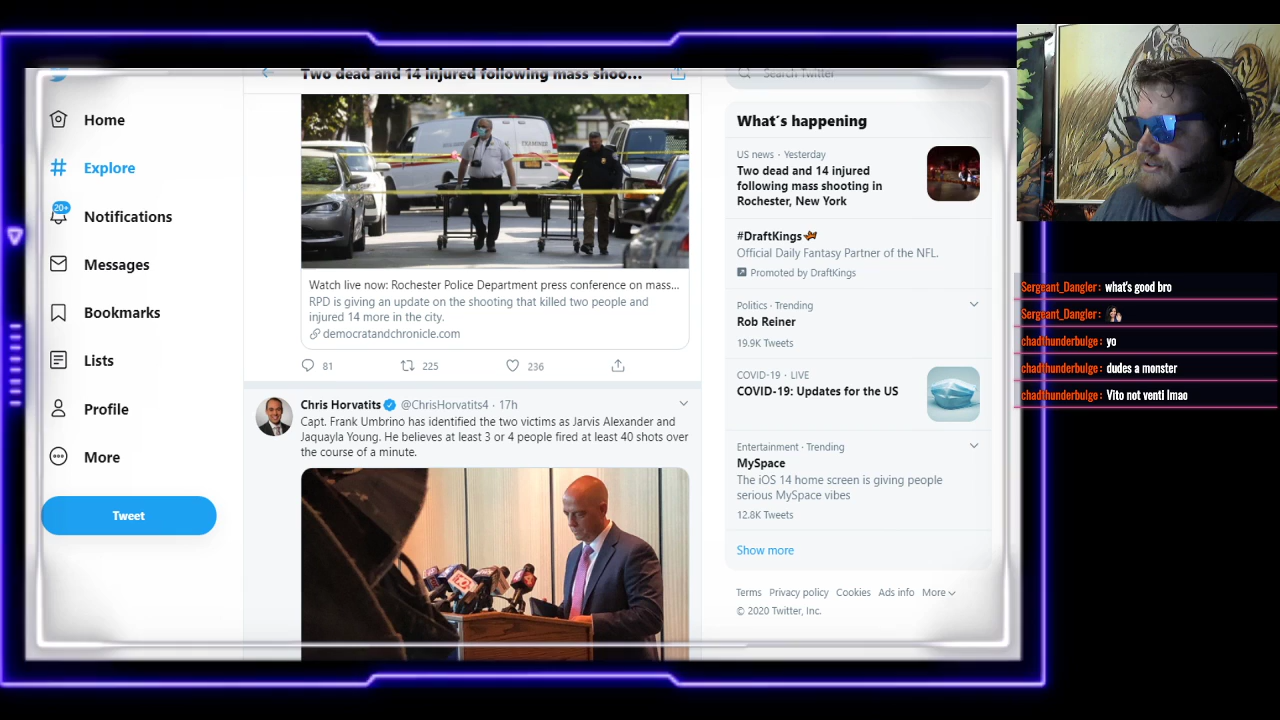 Home
Explore
20+
Notifications
Messages
Bookmarks
Lists
Profile
More
Tweet
Two dead and 14 injured following mass shoo...
Watch live now: Rochester Police Department press conference on mass...
RPD is giving an update on the shooting that killed two people and
injured 14 more in the city.
democratandchronicle.com
81
225
236
Chris Horvatits @ChrisHorvatits4 · 17h
Capt. Frank Umbrino has identified the two victims as Jarvis Alexander and
Jaquayla Young. He believes at least 3 or 4 people fired at least 40 shots over
the course of a minute.
Search Twitter
What's happening
US news · Yesterday
Two dead and 14 injured
following mass shooting in
Rochester, New York
#DraftKings
Official Daily Fantasy Partner of the NFL.
Promoted by DraftKings
Politics · Trending
Rob Reiner
19.9K Tweets
COVID-19 · LIVE
COVID-19: Updates for the US
Entertainment · Trending
MySpace
The iOS 14 home screen is giving people
serious MySpace vibes
12.8K Tweets
Show more
Terms Privacy policy Cookies Ads info More
© 2020 Twitter, Inc.
Sergeant_Dangler: what's good bro
Sergeant_Dangler:
chadthunderbulge: yo
chadthunderbulge: dudes a monster
chadthunderbulge: Vito not venti lmao